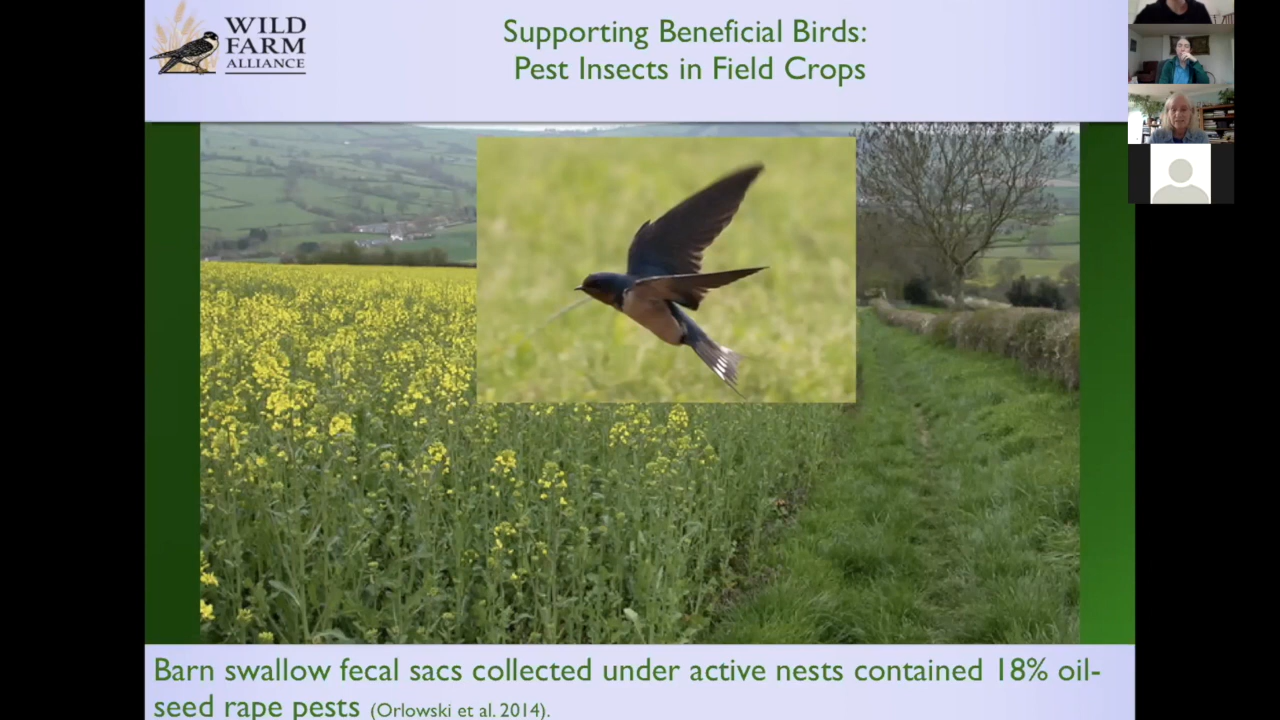 WILD
FARM
ALLIANCE
Supporting Beneficial Birds:
Pest Insects in Field Crops
Barn swallow fecal sacs collected under active nests contained 18% oil-
seed rape pests (Orlowski et al. 2014).